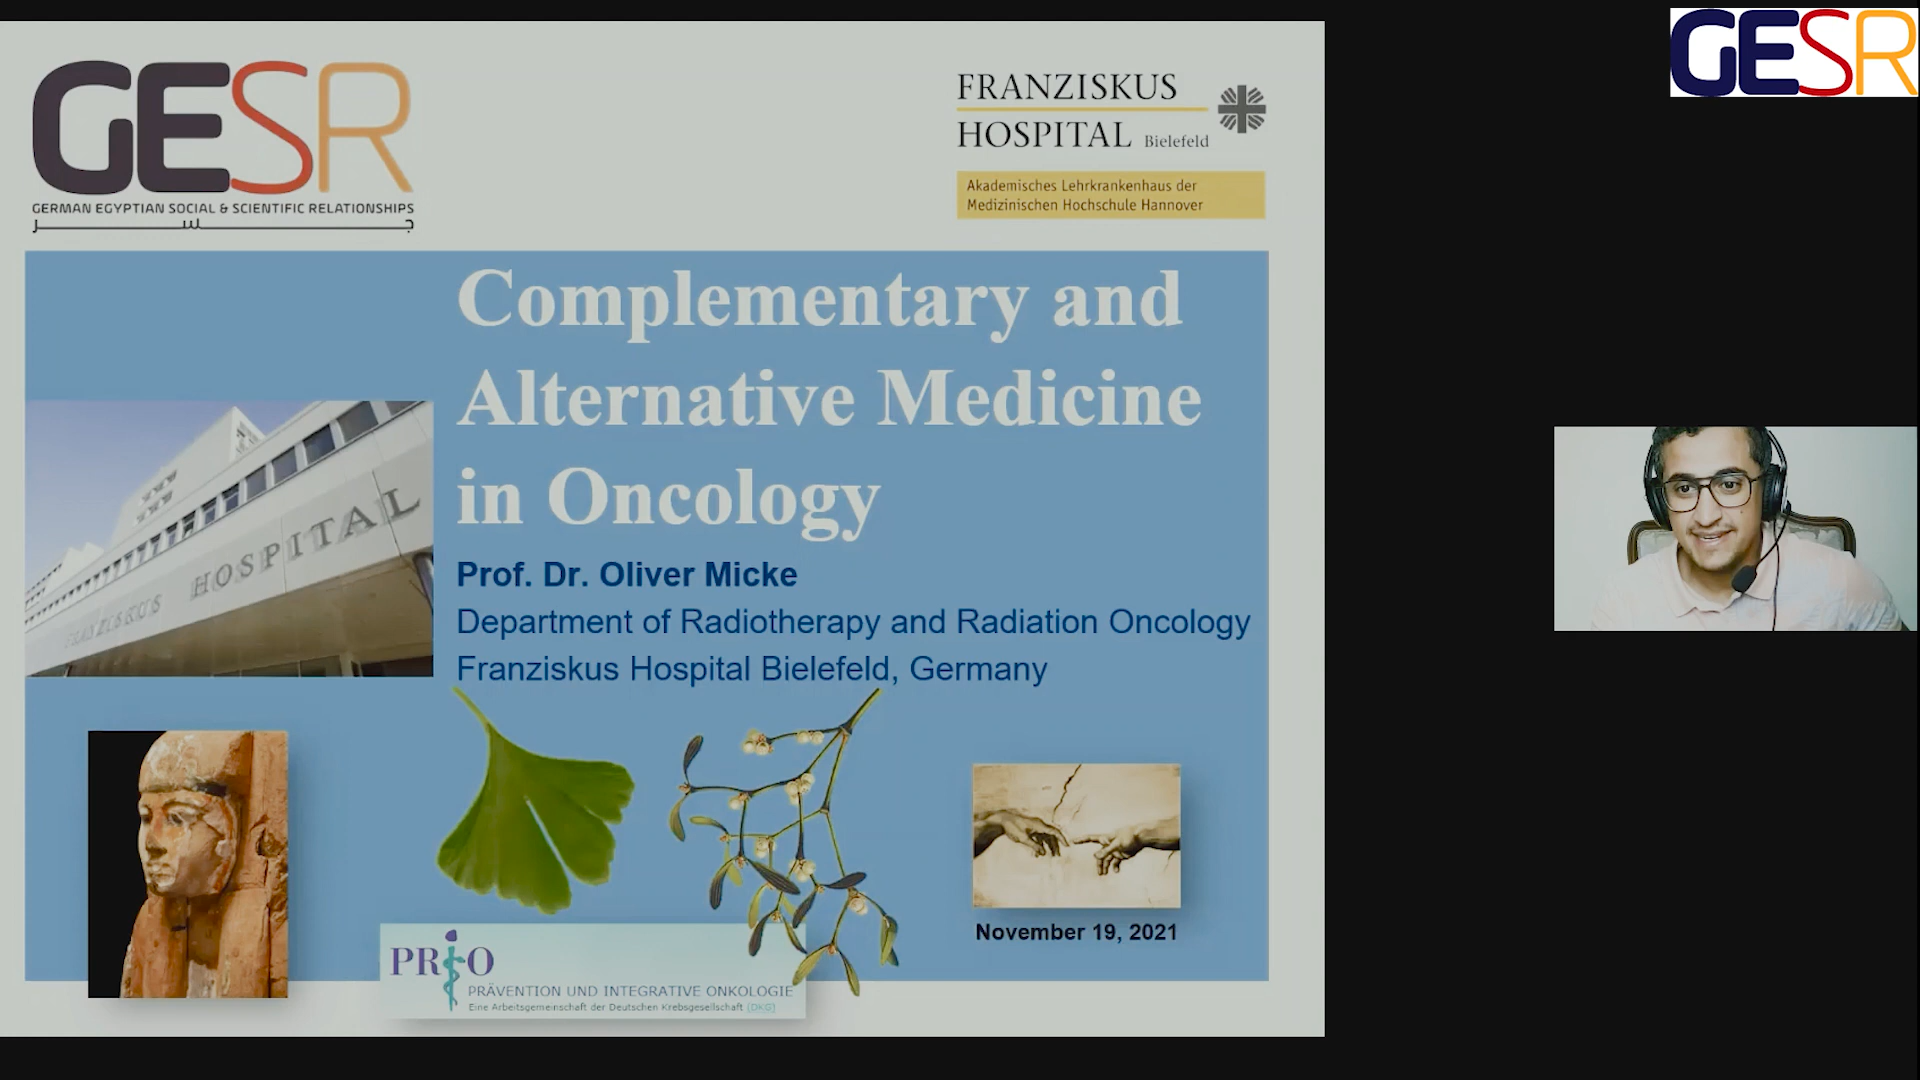 GESR
GERMAN EGYPTIAN SOCIAL & SCIENTIFIC RELATIONSHIPS
جسر
FRANZISKUS
HOSPITAL Bielefeld
Akademisches Lehrkrankenhaus der
Medizinischen Hochschule Hannover
GESR
Complementary and
Alternative Medicine
in Oncology
Prof. Dr. Oliver Micke
Department of Radiotherapy and Radiation Oncology
Franziskus Hospital Bielefeld, Germany
FRANZISKUS HOSPITAL
November 19, 2021
PRIO
PRÄVENTION UND INTEGRATIVE ONKOLOGIE
Eine Arbeitsgemeinschaft der Deutschen Krebsgesellschaft (DKG)